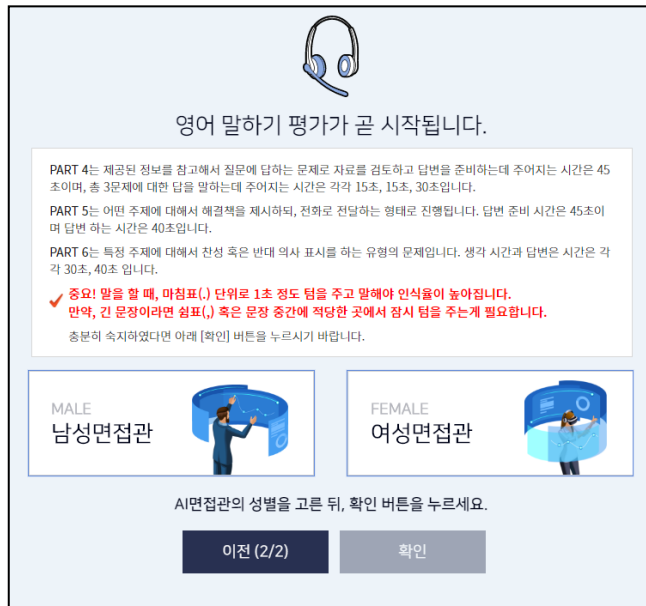 영어 말하기 평가가 곧 시작됩니다.
PART 4는 제공된 정보를 참고해서 질문에 답하는 문제로 자료를 검토하고 답변을 준비하는데 주어지는 시간은 45
초이며, 총 3문제에 대한 답을 말하는데 주어지는 시간은 각각 15초, 15초, 30초입니다.
PART 5는 어떤 주제에 대해서 해결책을 제시하되, 전화로 전달하는 형태로 진행됩니다. 답변 준비 시간은 45초이
며 답변 하는 시간은 40초입니다.
PART 6는 특정 주제에 대해서 찬성 혹은 반대 의사 표시를 하는 유형의 문제입니다. 생각 시간과 답변은 시간은 각
각 30초, 40초 입니다.
중요! 말을 할 때, 마침표(.) 단위로 1초 정도 텀을 주고 말해야 인식율이 높아집니다.
만약, 긴 문장이라면 쉼표(,) 혹은 문장 중간에 적당한 곳에서 잠시 텀을 주는게 필요합니다.
충분히 숙지하였다면 아래 [확인] 버튼을 누르시기 바랍니다.
MALE
남성면접관
FEMALE
여성면접관
AI면접관의 성별을 고른 뒤, 확인 버튼을 누르세요.
이전 (2/2)
확인